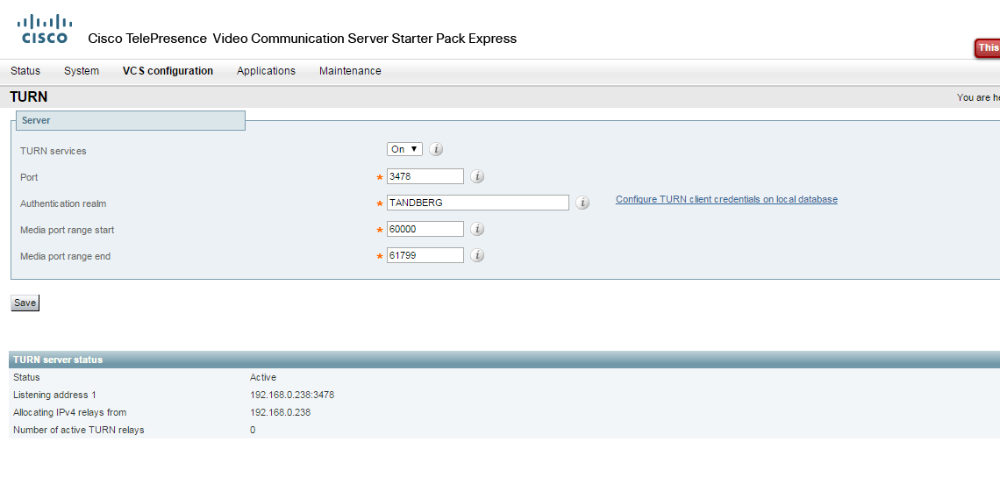 CISCO
Cisco TelePresence Video Communication Server Starter Pack Express
This
Status System VCS configuration Applications Maintenance
TURN
You are he
Server
TURN services On
Port * 3478
Authentication realm * TANDBERG Configure TURN client credentials on local database
Media port range start * 60000
Media port range end * 61799
Save
TURN server status
Status Active
Listening address 1 192.168.0.238:3478
Allocating IPv4 relays from 192.168.0.238
Number of active TURN relays 0